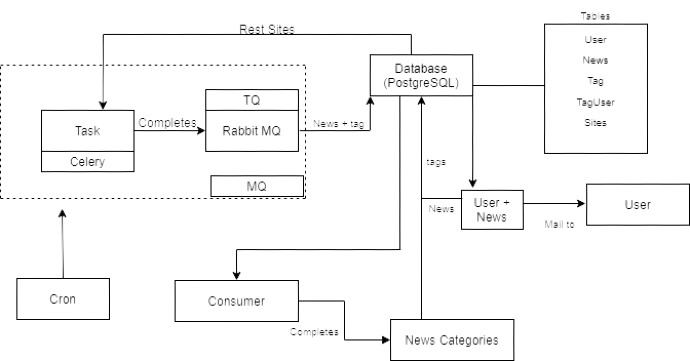 Rest Sites
Tables
User
News
Tag
TagUser
Sites
Database
(PostgreSQL)
TQ
Rabbit MQ
Task
Celery
Completes
News + tag
MQ
tags
News
User +
News
Mail to
User
Cron
Consumer
Completes
News Categories